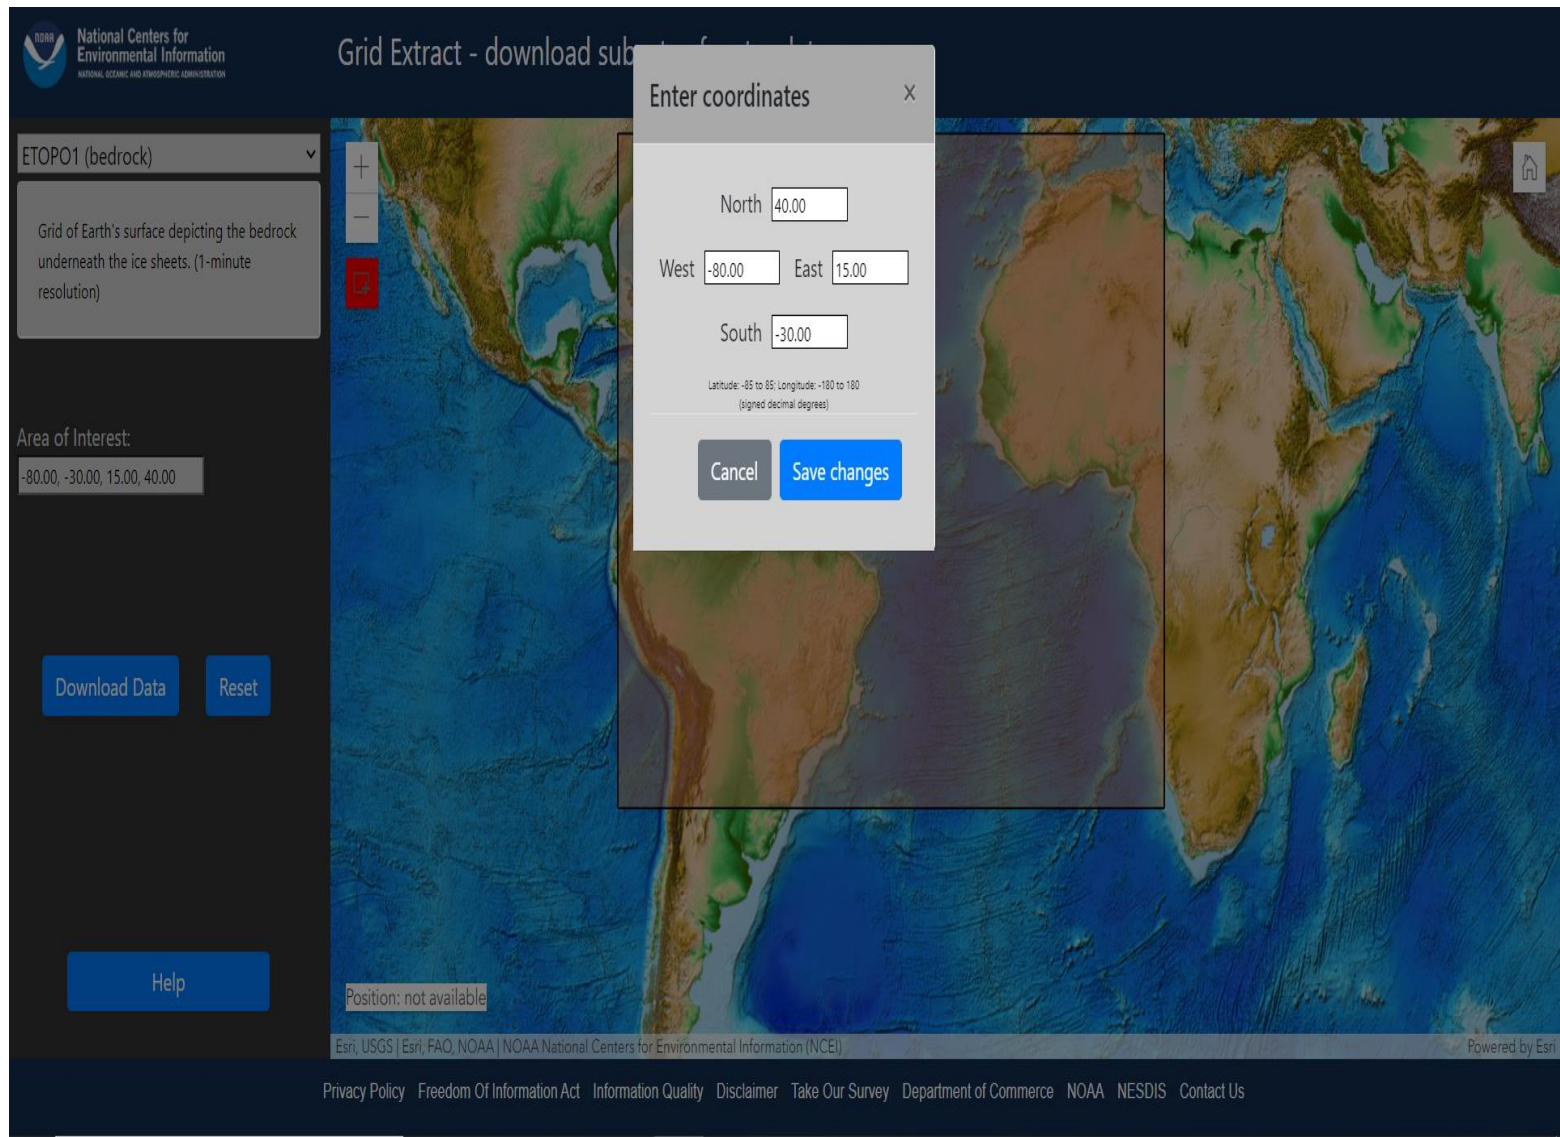 NOAA
National Centers for
Environmental Information
NATIONAL OCEANIC AND ATMOSPHERIC ADMINISTRATION
Grid Extract - download sub
Enter coordinates
X
ETOPO1 (bedrock)
Grid of Earth's surface depicting the bedrock
underneath the ice sheets. (1-minute
resolution)
North 40.00
West -80.00 East 15.00
South -30.00
Latitude: -85 to 85; Longitude: -180 to 180
(signed decimal degrees)
Cancel Save changes
Area of Interest:
-80.00, -30.00, 15.00, 40.00
Download Data Reset
Help
Position: not available
Esri, USGS | Esri, FAO, NOAA | NOAA National Centers for Environmental Information (NCEI) Powered by Esri
Privacy Policy Freedom Of Information Act Information Quality Disclaimer Take Our Survey Department of Commerce NOAA NESDIS Contact Us